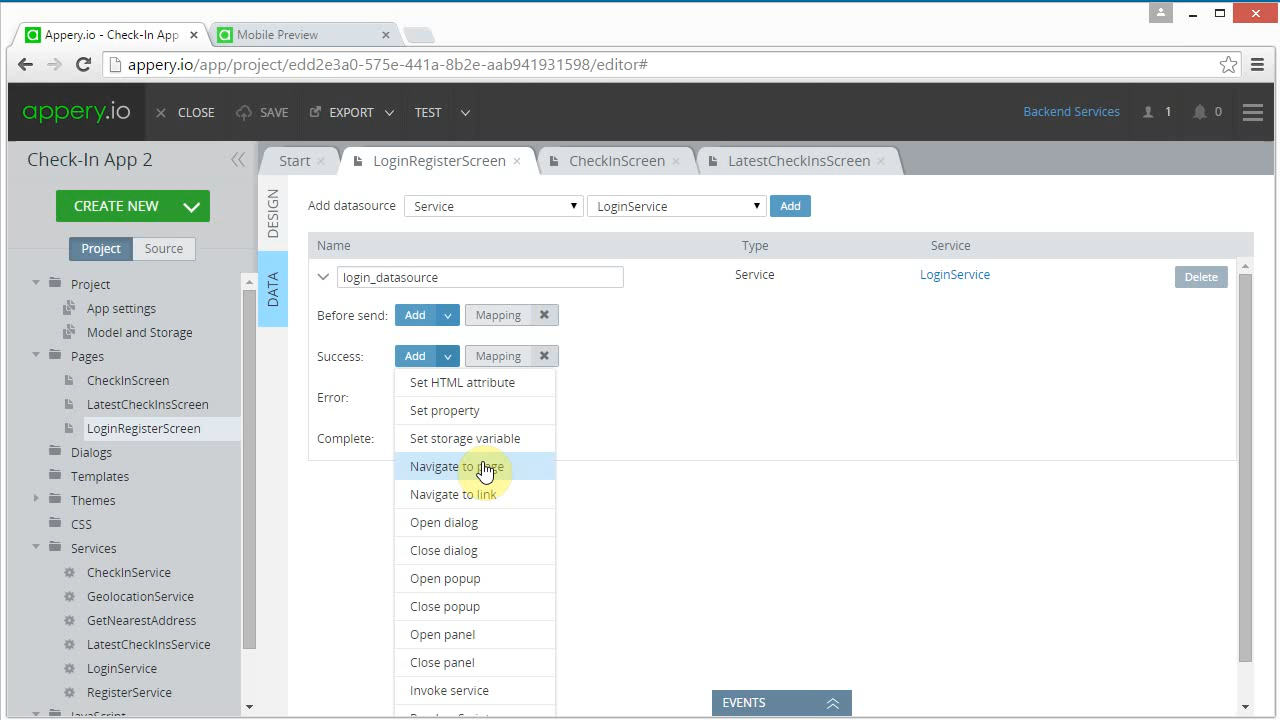 Appery.io - Check-In App
Mobile Preview
appery.io/app/project/edd2e3a0-575e-441a-8b2e-aab941931598/editor#
appery.io
CLOSE
SAVE
EXPORT
TEST
Backend Services
1
0
Check-In App 2
Start
LoginRegisterScreen
CheckInScreen
LatestCheckInsScreen
CREATE NEW
Project
Source
Project
App settings
Model and Storage
Pages
CheckInScreen
LatestCheckInsScreen
LoginRegisterScreen
Dialogs
Templates
Themes
CSS
Services
CheckInService
GeolocationService
GetNearestAddress
LatestCheckInsService
LoginService
RegisterService
JavaScript
DESIGN
DATA
Add datasource
Service
LoginService
Add
Name
Type
Service
login_datasource
Service
LoginService
Delete
Before send:
Add
Mapping
Success:
Add
Mapping
Error:
Complete:
Set HTML attribute
Set property
Set storage variable
Navigate to page
Navigate to link
Open dialog
Close dialog
Open popup
Close popup
Open panel
Close panel
Invoke service
EVENTS